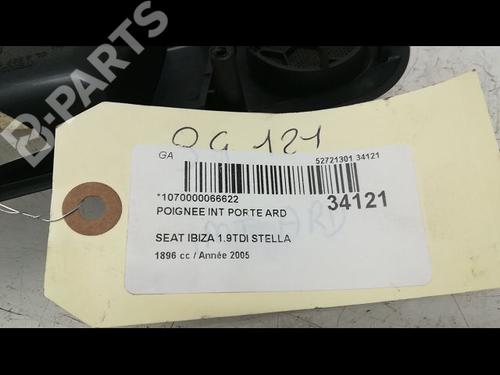 B-PARTS
34121
GA
52721301 34121
*1070000066622
POIGNEE INT PORTE ARD
34121
SEAT IBIZA 1.9TDI STELLA
1896 cc / Année 2005